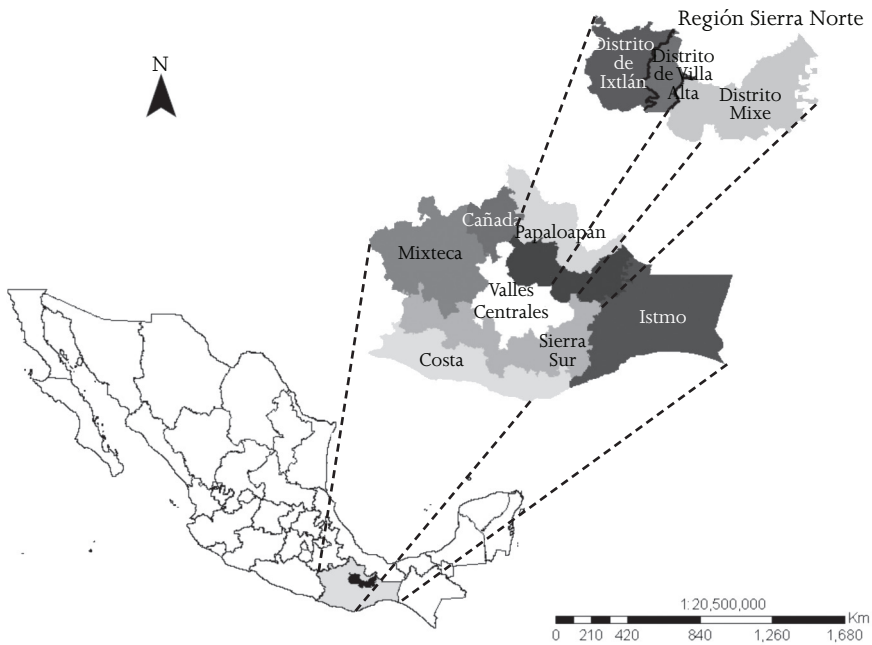 Región Sierra Norte
N
Distrito
de
Ixtlán
Distrito
de Villa
Alta
Distrito
Mixe
Cañada
Papaloapán
Mixteca
Valles
Centrales
Istmo
Sierra
Sur
Costa
1:20,500,000
Km
0 210 420 840 1,260 1,680